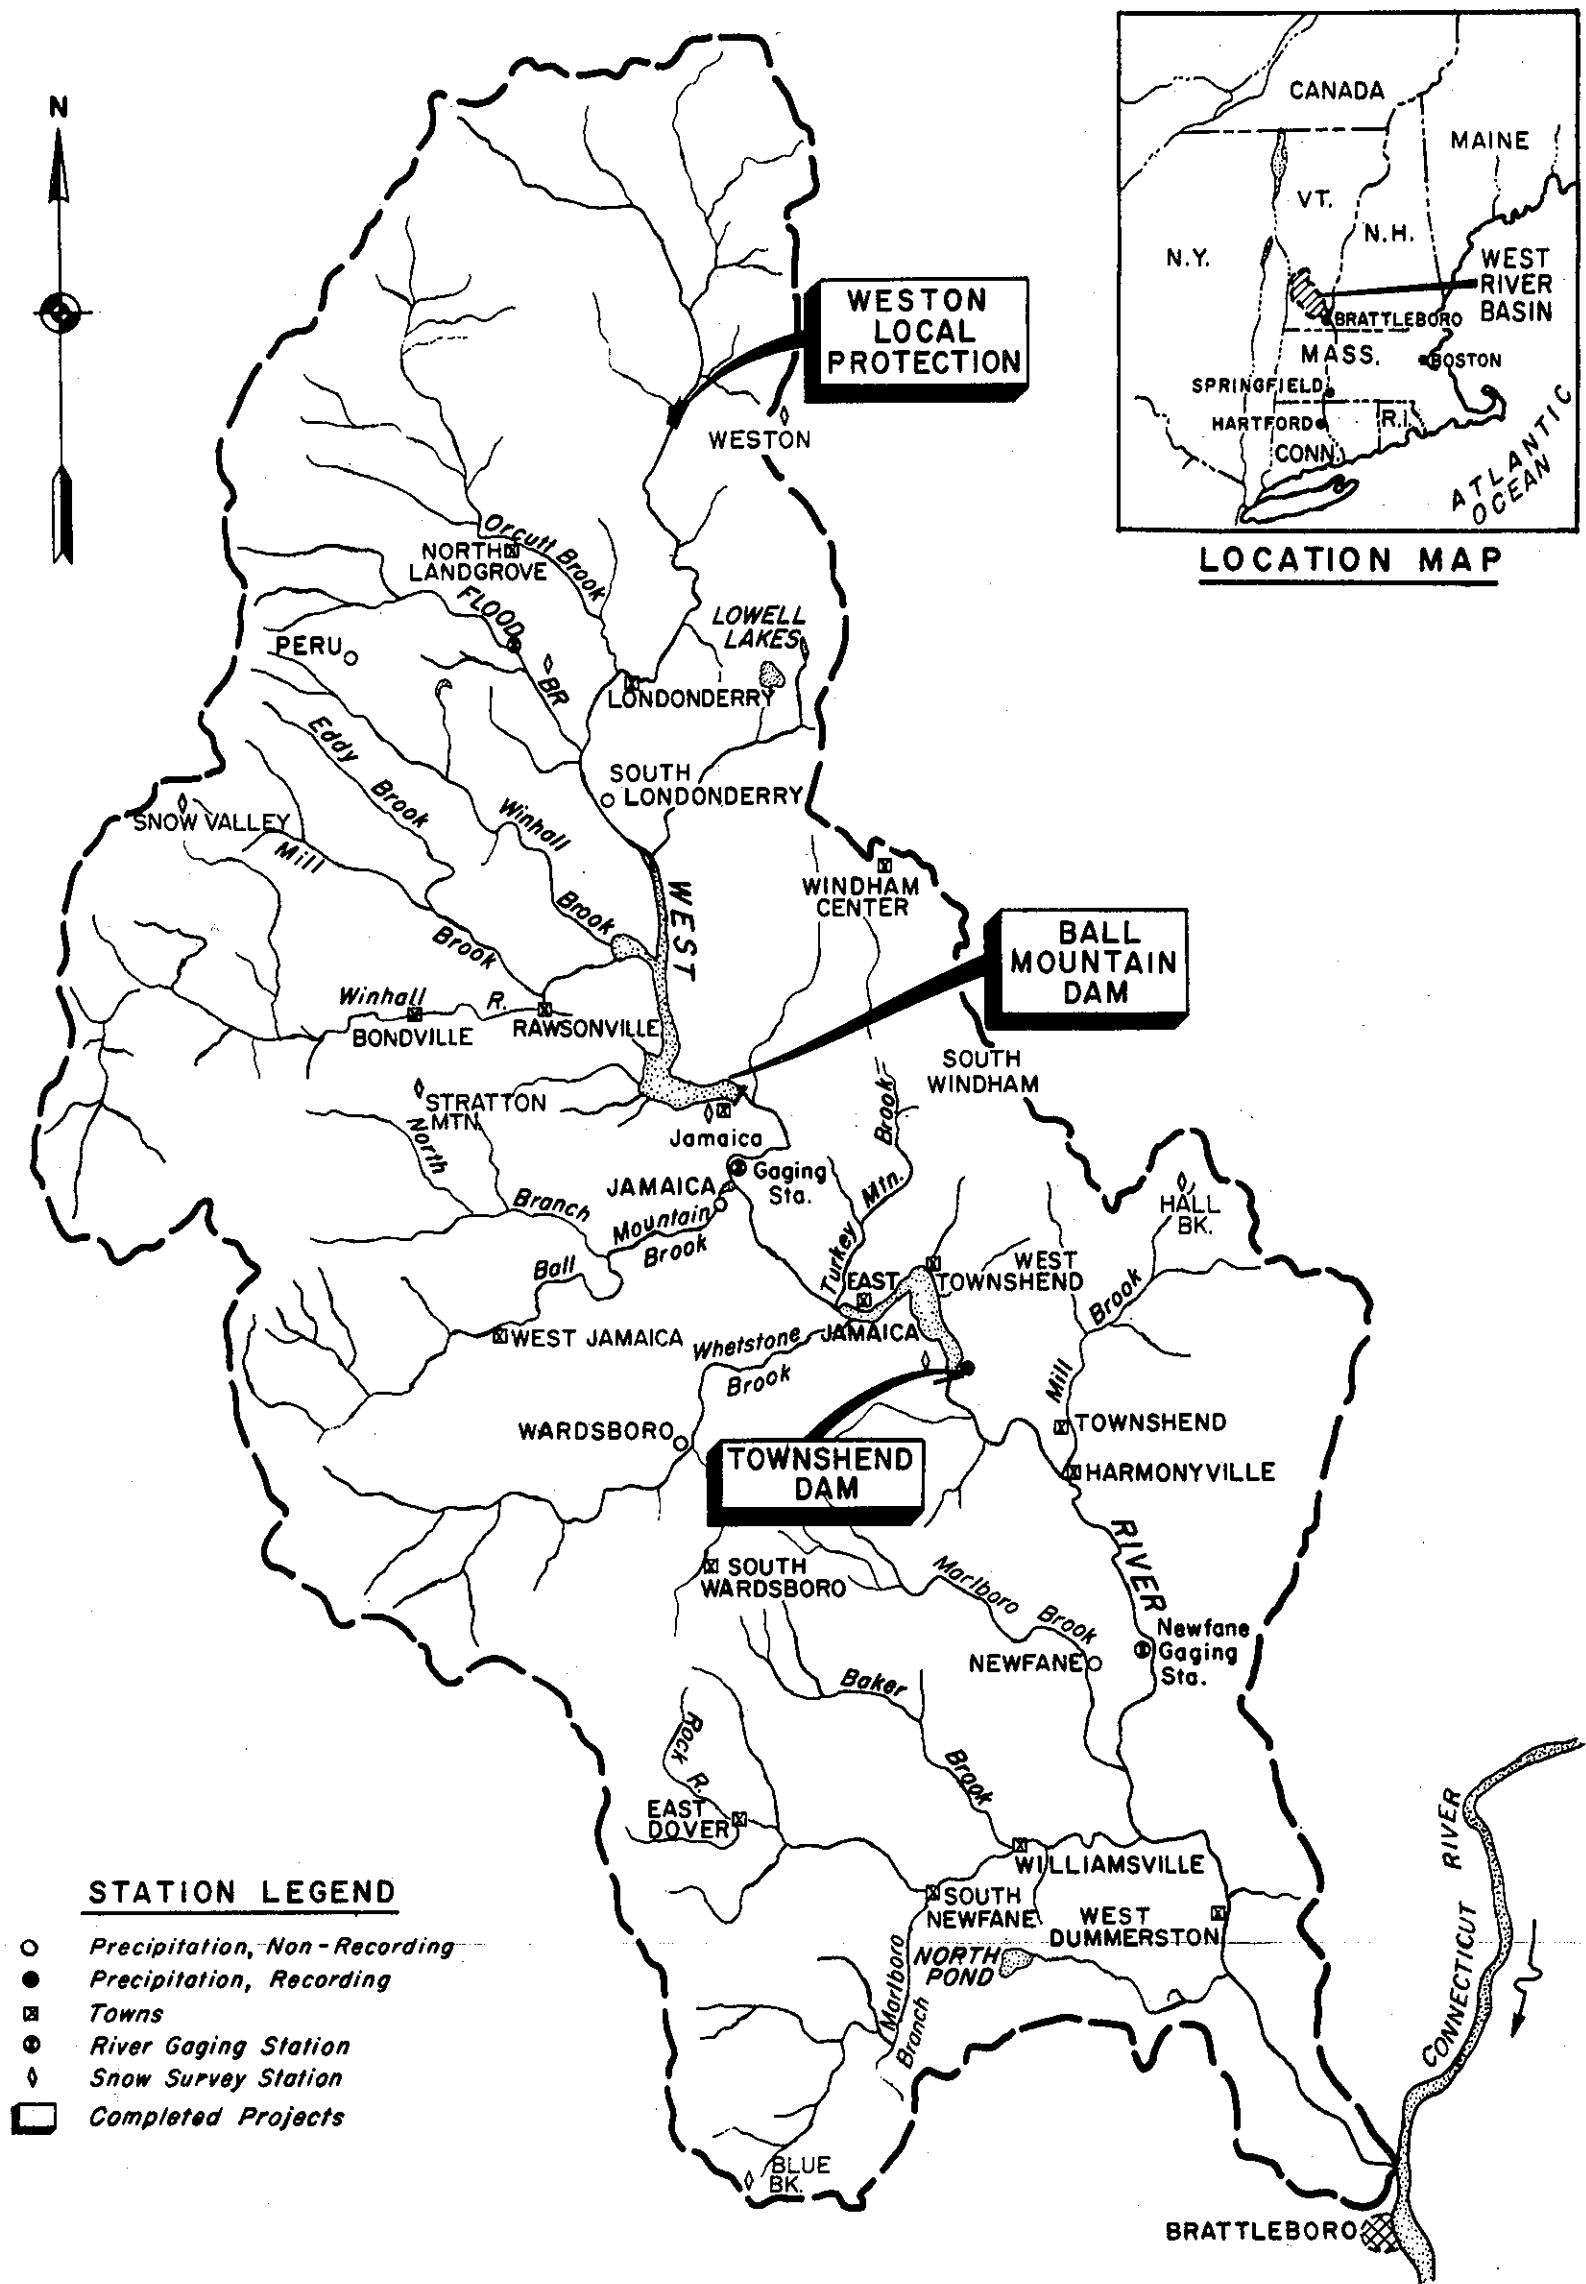 N
CANADA
MAINE
VT.
N.H.
N.Y.
WEST
RIVER
BASIN
BRATTLEBORO
MASS.
BOSTON
SPRINGFIELD
HARTFORD
R.I.
CONN.
ATLANTIC
OCEAN
LOCATION MAP
WESTON
LOCAL
PROTECTION
WESTON
Orcutt Brook
NORTH
LANDGROVE
FLOOD
BR
PERU
LOWELL
LAKES
LONDONDERRY
Eddy
Brook
SOUTH
LONDONDERRY
Winhall
Brook
SNOW VALLEY
Mill
Brook
WEST
WINDHAM
CENTER
BALL
MOUNTAIN
DAM
Winhall R.
BONDVILLE
RAWSONVILLE
SOUTH
WINDHAM
STRATTON
MTN.
Jamaica
North
Branch
Gaging
Sta.
JAMAICA
Mountain
Brook
Ball
Turkey Mtn. Brook
HALL
BK.
WEST
TOWNSHEND
EAST
JAMAICA
Brook
Mill
WEST JAMAICA
Whetstone
Brook
TOWNSHEND
WARDSBORO
HARMONYVILLE
TOWNSHEND
DAM
RIVER
SOUTH
WARDSBORO
Marlboro Brook
Newfane
Gaging
Sta.
NEWFANE
Baker
Brook
Rock R.
EAST
DOVER
WILLIAMSVILLE
SOUTH
NEWFANE
WEST
DUMMERSTON
NORTH
POND
Marlboro
Branch
BLUE
BK.
CONNECTICUT RIVER
BRATTLEBORO
STATION LEGEND
Precipitation, Non-Recording
Precipitation, Recording
Towns
River Gaging Station
Snow Survey Station
Completed Projects